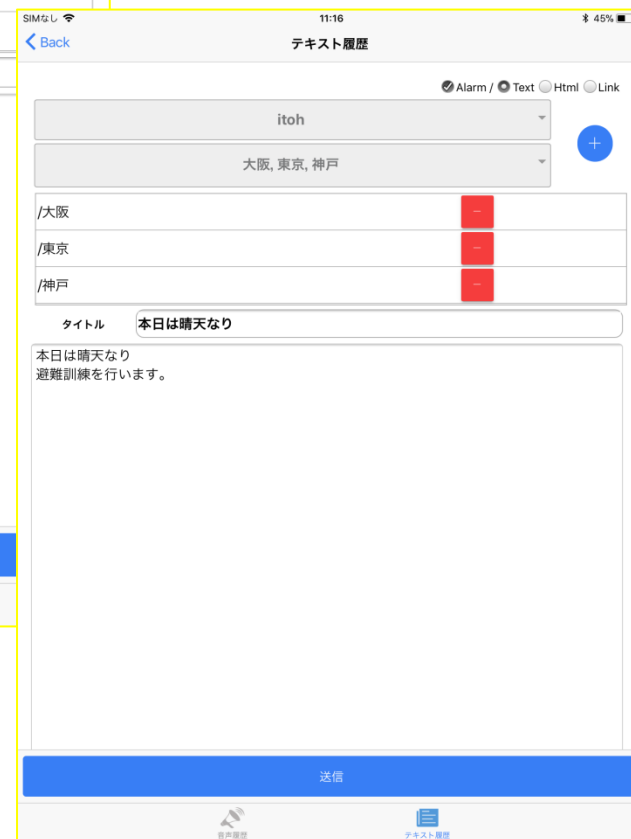 SIMなし 11:16 45%
Back テキスト履歴
Alarm / Text Html Link
itoh
大阪, 東京, 神戸
/大阪
/東京
/神戸
タイトル 本日は晴天なり
本日は晴天なり
避難訓練を行います。
送信
音声履歴 テキスト履歴